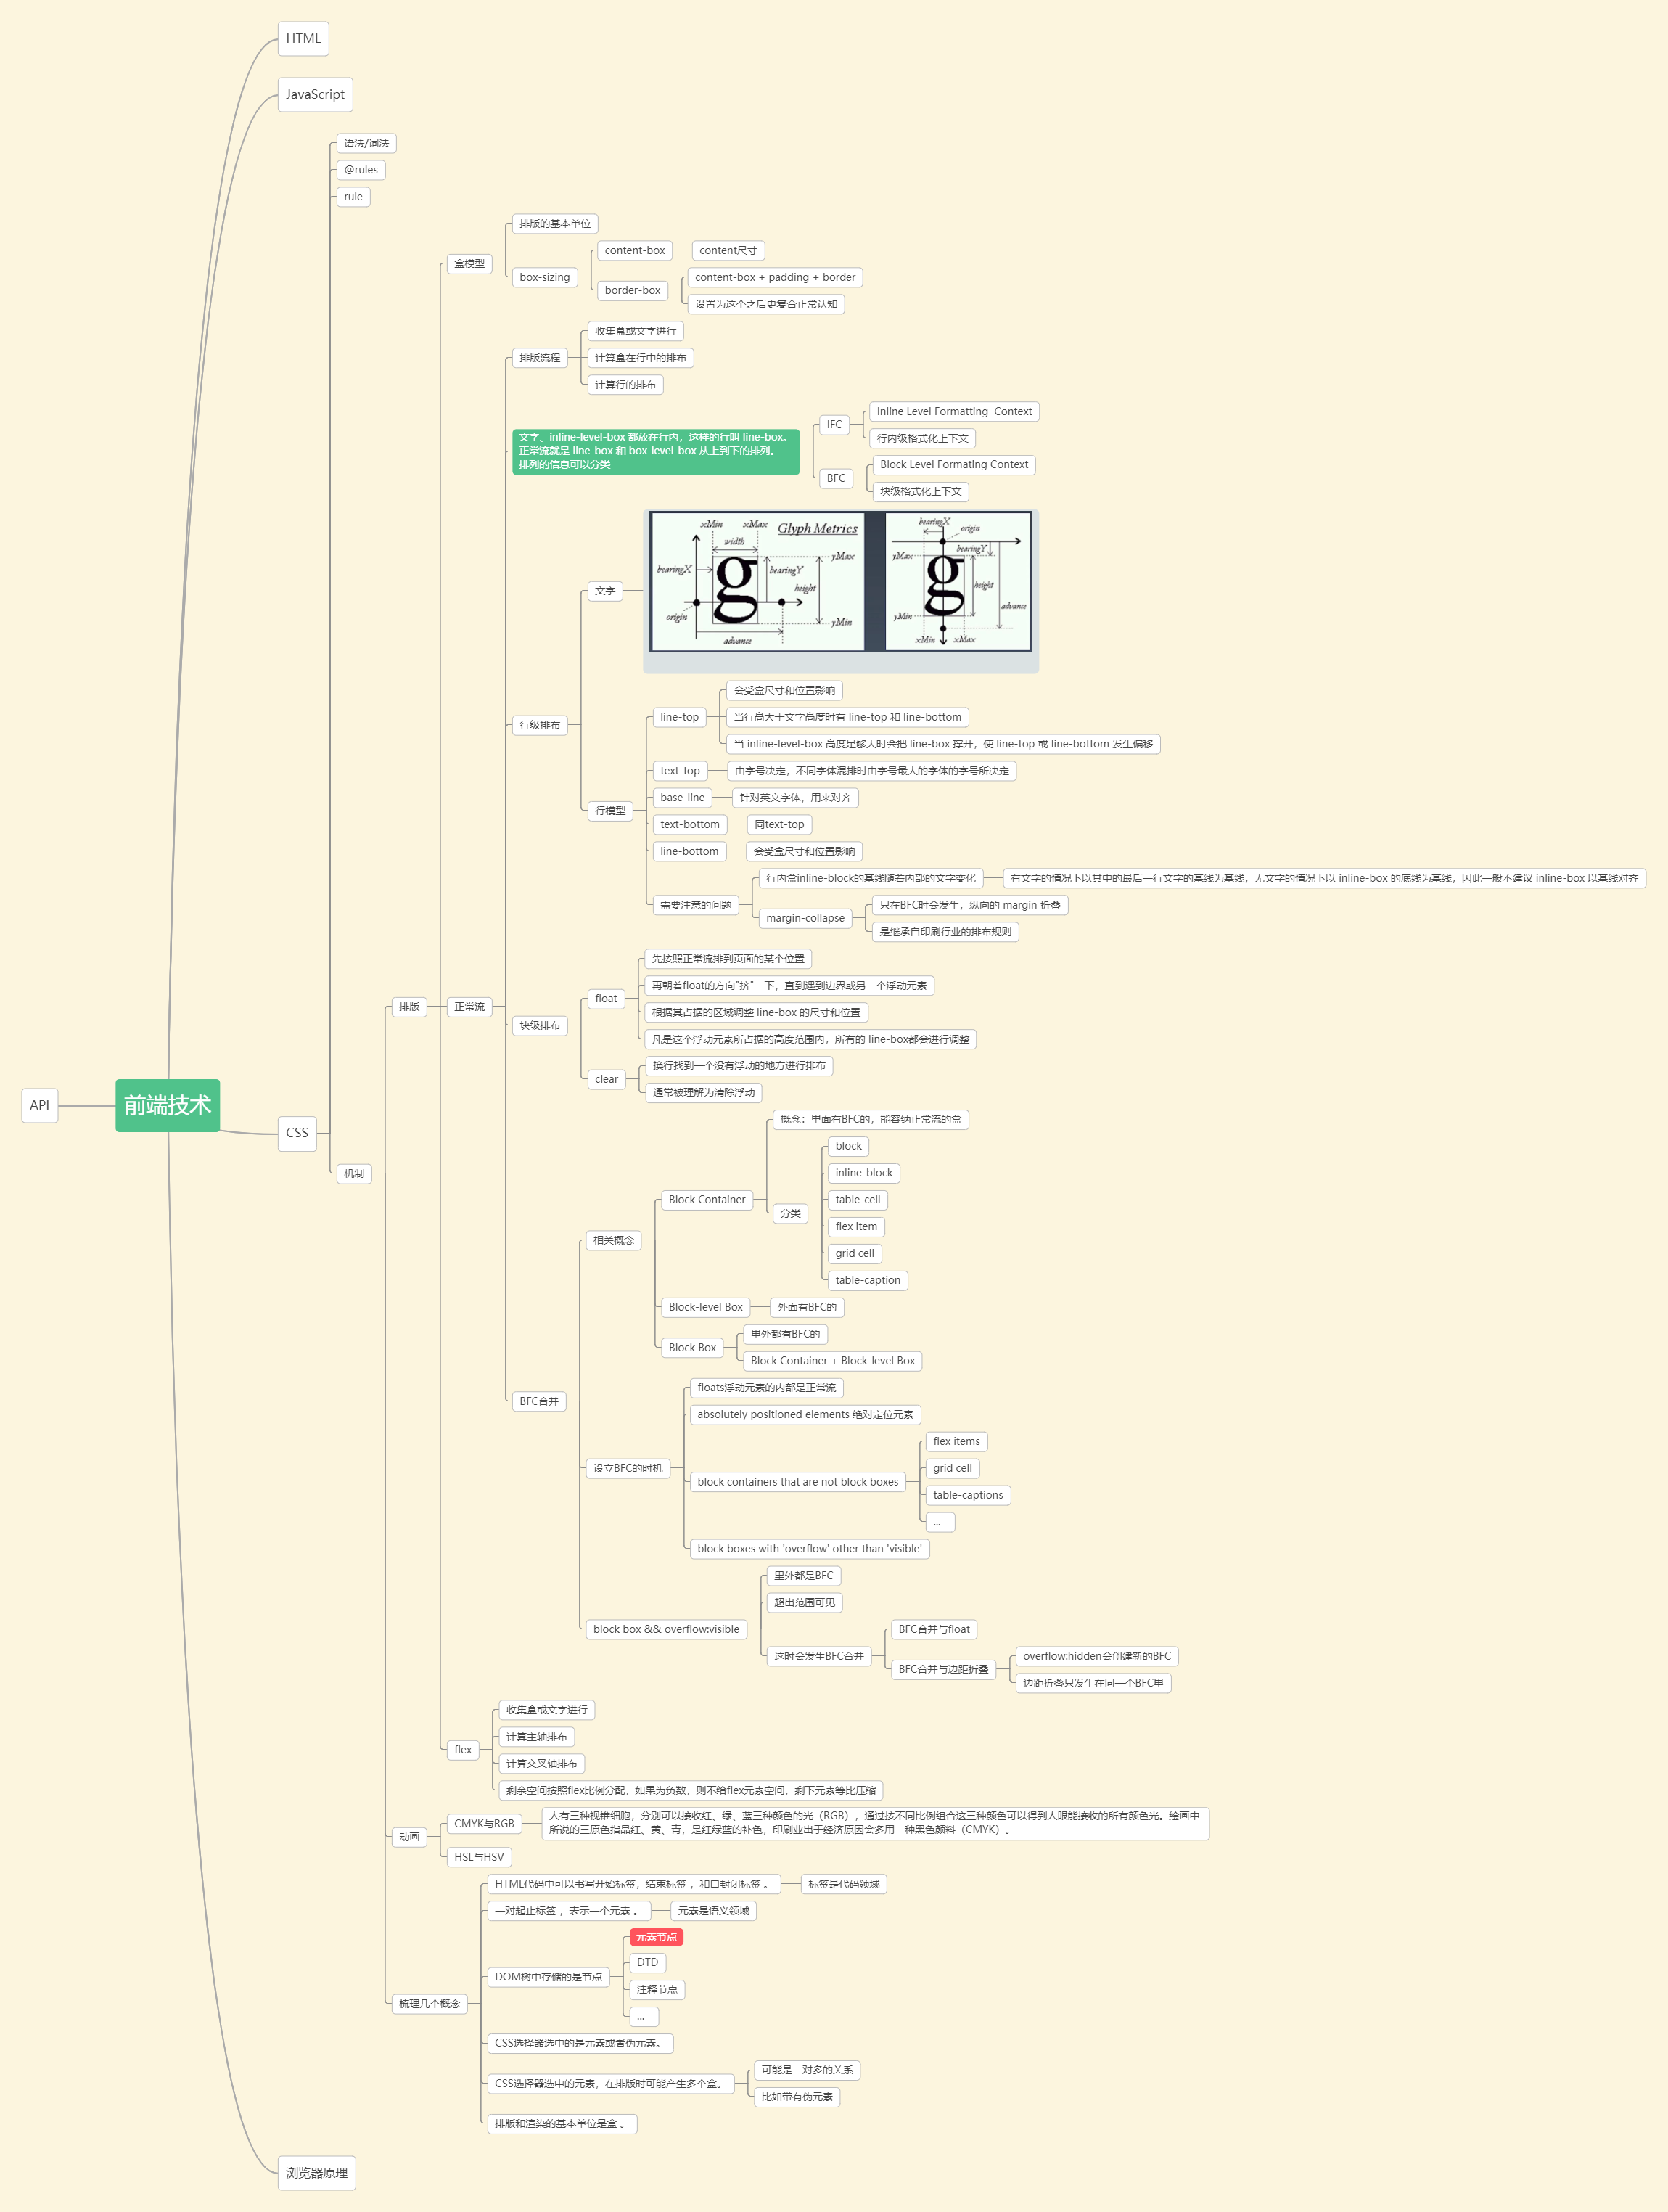 HTML
JavaScript
语法/词法
@rules
rule
排版的基本单位
盒模型
content-box
content尺寸
box-sizing
content-box + padding + border
border-box
设置为这个之后更复合正常认知
收集盒或文字进行
排版流程
计算盒在行中的排布
计算行的排布
文字、inline-level-box 都放在行内，这样的行叫 line-box。
正常流就是 line-box 和 box-level-box 从上到下的排列。
排列的信息可以分类
IFC
Inline Level Formatting  Context
行内级格式化上下文
BFC
Block Level Formating Context
块级格式化上下文
文字
xMin
xMax
Glyph Metrics
width
yMax
bearingX
bearingY
height
origin
yMin
advance
bearingX
origin
bearingY
yMax
height
advance
yMin
xMin
xMax
行级排布
行模型
line-top
会受盒尺寸和位置影响
当行高大于文字高度时有 line-top 和 line-bottom
当 inline-level-box 高度足够大时会把 line-box 撑开，使 line-top 或 line-bottom 发生偏移
text-top
由字号决定，不同字体混排时由字号最大的字体的字号所决定
base-line
针对英文字体，用来对齐
text-bottom
同text-top
line-bottom
会受盒尺寸和位置影响
需要注意的问题
行内盒inline-block的基线随着内部的文字变化
有文字的情况下以其中的最后一行文字的基线为基线，无文字的情况下以 inline-box 的底线为基线，因此一般不建议 inline-box 以基线对齐
margin-collapse
只在BFC时会发生，纵向的 margin 折叠
是继承自印刷行业的排布规则
排版
正常流
块级排布
float
先按照正常流排到页面的某个位置
再朝着float的方向"挤"一下，直到遇到边界或另一个浮动元素
根据其占据的区域调整 line-box 的尺寸和位置
凡是这个浮动元素所占据的高度范围内，所有的 line-box都会进行调整
clear
换行找到一个没有浮动的地方进行排布
通常被理解为清除浮动
API
前端技术
CSS
机制
BFC合并
相关概念
Block Container
概念：里面有BFC的，能容纳正常流的盒
分类
block
inline-block
table-cell
flex item
grid cell
table-caption
Block-level Box
外面有BFC的
Block Box
里外都有BFC的
Block Container + Block-level Box
设立BFC的时机
floats浮动元素的内部是正常流
absolutely positioned elements 绝对定位元素
block containers that are not block boxes
flex items
grid cell
table-captions
...
block boxes with 'overflow' other than 'visible'
block box && overflow:visible
里外都是BFC
超出范围可见
这时会发生BFC合并
BFC合并与float
BFC合并与边距折叠
overflow:hidden会创建新的BFC
边距折叠只发生在同一个BFC里
flex
收集盒或文字进行
计算主轴排布
计算交叉轴排布
剩余空间按照flex比例分配，如果为负数，则不给flex元素空间，剩下元素等比压缩
动画
CMYK与RGB
人有三种视锥细胞，分别可以接收红、绿、蓝三种颜色的光（RGB），通过按不同比例组合这三种颜色可以得到人眼能接收的所有颜色光。绘画中
所说的三原色指品红、黄、青，是红绿蓝的补色，印刷业出于经济原因会多用一种黑色颜料（CMYK）。
HSL与HSV
梳理几个概念
HTML代码中可以书写开始标签，结束标签 ，和自封闭标签 。
标签是代码领域
一对起止标签 ，表示一个元素 。
元素是语义领域
DOM树中存储的是节点
元素节点
DTD
注释节点
...
CSS选择器选中的是元素或者伪元素。
CSS选择器选中的元素，在排版时可能产生多个盒。
可能是一对多的关系
比如带有伪元素
排版和渲染的基本单位是盒 。
浏览器原理